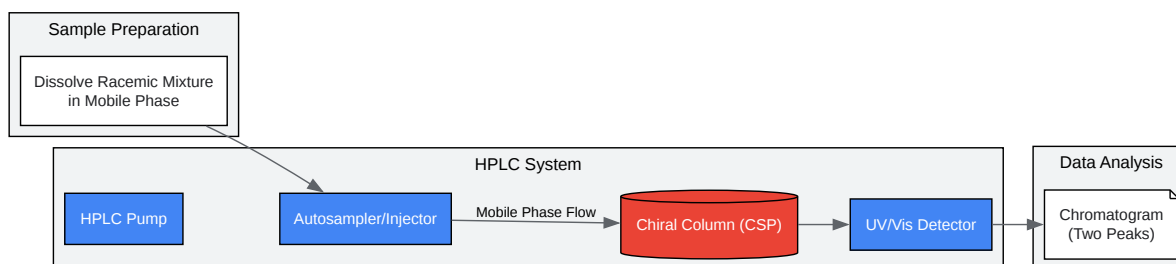 Sample Preparation
Dissolve Racemic Mixture
in Mobile Phase
HPLC System
HPLC Pump
Autosampler/Injector
Mobile Phase Flow
Chiral Column (CSP)
UV/Vis Detector
Data Analysis
Chromatogram
(Two Peaks)